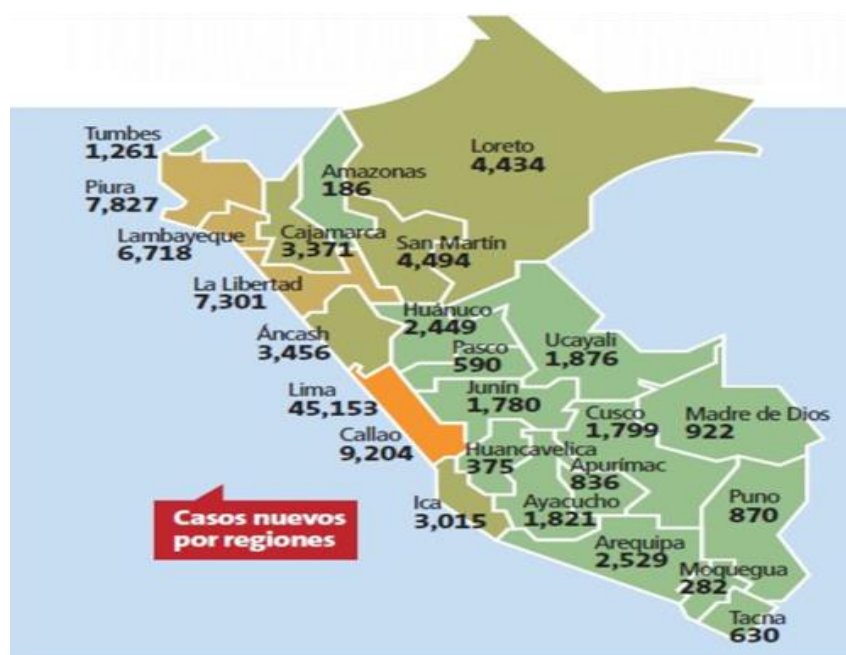 Tumbes
1,261
Piura
7,827
Lambayeque
6,718
La Libertad
7,301
Áncash
3,456
Lima
45,153
Callao
9,204
Ica
3,015
Amazonas
186
Cajamarca
3,371
Loreto
4,434
San Martín
4,494
Huánuco
2,449
Pasco
590
Ucayali
1,876
Junín
1,780
Cusco
1,799
Madre de Dios
922
Huancavelica
375
Apurímac
836
Ayacucho
1,821
Puno
870
Arequipa
2,529
Moquegua
282
Tacna
630
Casos nuevos
por regiones